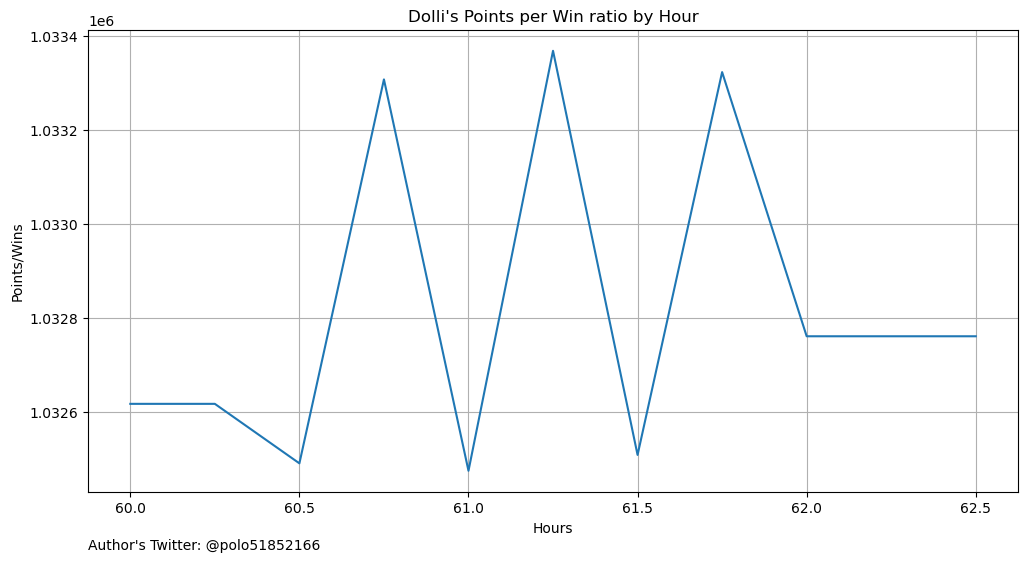 Dolli's Points per Win ratio by Hour
1e6
1.0334
1.0332
1.0330
1.0328
1.0326
Points/Wins
60.0 60.5 61.0 61.5 62.0 62.5
Hours
Author's Twitter: @polo51852166